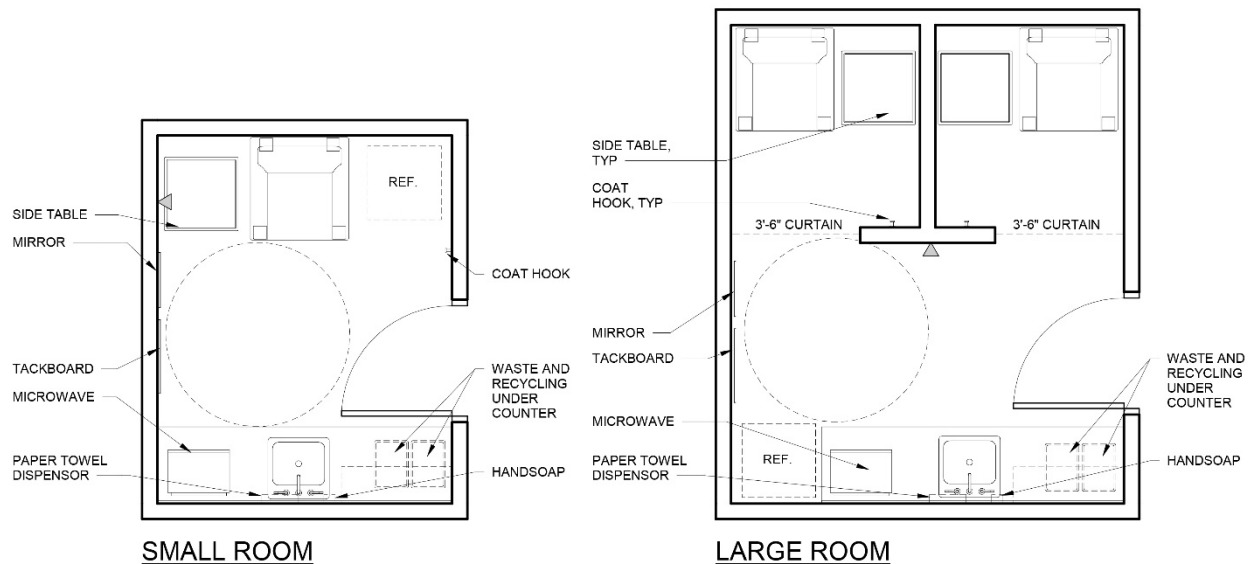 SIDE TABLE
MIRROR
TACKBOARD
MICROWAVE
PAPER TOWEL
DISPENSOR
REF.
COAT HOOK
WASTE AND
RECYCLING
UNDER
COUNTER
HANDSOAP
SMALL ROOM
SIDE TABLE,
TYP
COAT
HOOK, TYP
3'-6" CURTAIN
3'-6" CURTAIN
MIRROR
TACKBOARD
MICROWAVE
REF.
PAPER TOWEL
DISPENSOR
WASTE AND
RECYCLING
UNDER
COUNTER
HANDSOAP
LARGE ROOM